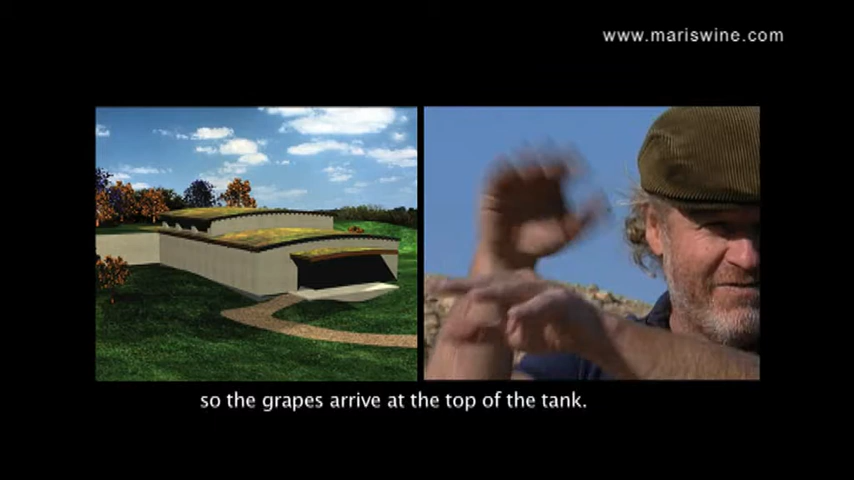 www.mariswine.com
so the grapes arrive at the top of the tank.